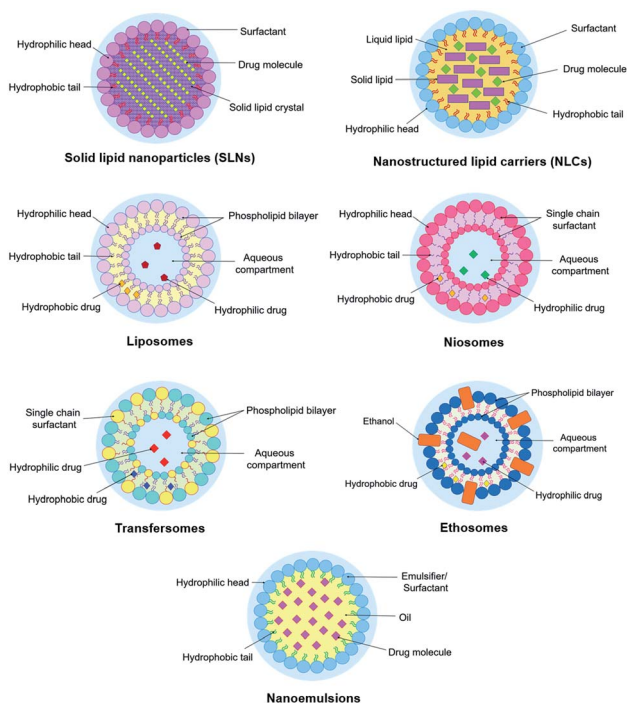 Hydrophilic head
Surfactant
Drug molecule
Hydrophobic tail
Solid lipid crystal
Solid lipid nanoparticles (SLNs)
Liquid lipid
Surfactant
Solid lipid
Drug molecule
Hydrophobic tail
Hydrophilic head
Nanostructured lipid carriers (NLCs)
Hydrophilic head
Phospholipid bilayer
Hydrophobic tail
Aqueous
compartment
Hydrophobic drug
Hydrophilic drug
Liposomes
Hydrophilic head
Single chain
surfactant
Hydrophobic tail
Aqueous
compartment
Hydrophobic drug
Hydrophilic drug
Niosomes
Single chain
surfactant
Phospholipid bilayer
Hydrophilic drug
Aqueous
compartment
Hydrophobic drug
Transfersomes
Phospholipid bilayer
Ethanol
Aqueous
compartment
Hydrophobic drug
Hydrophilic drug
Ethosomes
Hydrophilic head
Emulsifier/
Surfactant
Oil
Hydrophobic tail
Drug molecule
Nanoemulsions